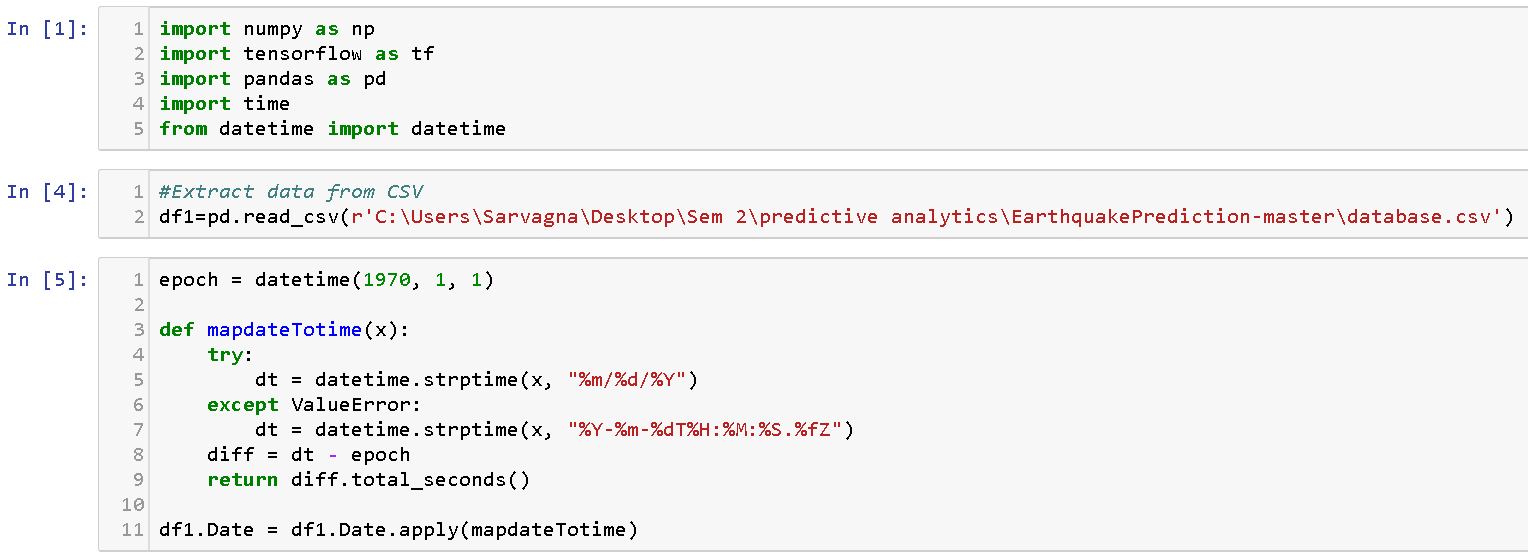 In [1]:
1 import numpy as np
2 import tensorflow as tf
3 import pandas as pd
4 import time
5 from datetime import datetime
In [4]:
1 #Extract data from CSV
2 df1=pd.read_csv(r'C:\Users\Sarvagna\Desktop\Sem 2\predictive analytics\EarthquakePrediction-master\database.csv')
In [5]:
1 epoch = datetime(1970, 1, 1)
2
3 def mapdateTotime(x):
4     try:
5         dt = datetime.strptime(x, "%m/%d/%Y")
6     except ValueError:
7         dt = datetime.strptime(x, "%Y-%m-%dT%H:%M:%S.%fZ")
8     diff = dt - epoch
9     return diff.total_seconds()
10
11 df1.Date = df1.Date.apply(mapdateTotime)